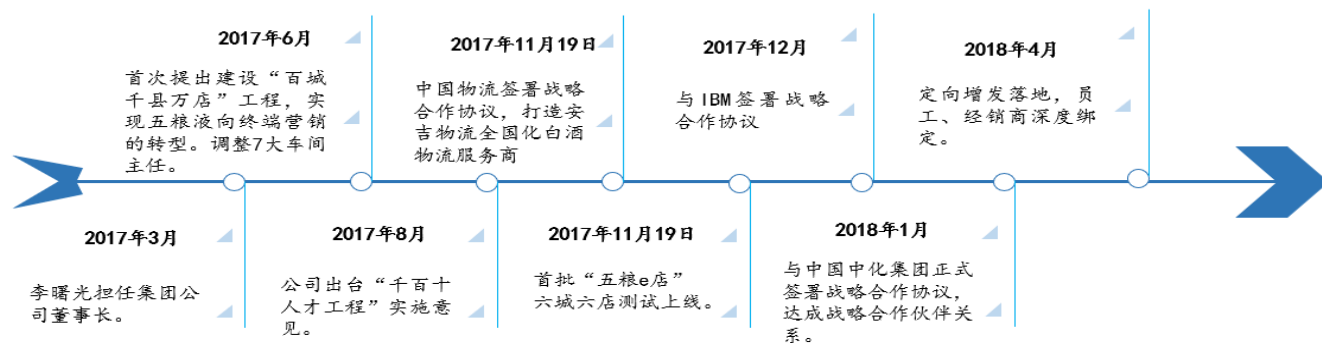 2017年6月
首次提出建设“百城
千县万店”工程，实
现五粮液向终端营销
的转型。调整7大车间
主任。
2017年11月19日
中国物流签署战略
合作协议，打造安
吉物流全国化白酒
物流服务商
2017年12月
与IBM签署战略
合作协议
2018年4月
定向增发落地，员
工、经销商深度绑
定。
2017年3月
李曙光担任集团公
司董事长。
2017年8月
公司出台“千百十
人才工程”实施意
见。
2017年11月19日
首批“五粮e店”
六城六店测试上线。
2018年1月
与中国中化集团正式
签署战略合作协议，
达成战略合作伙伴关
系。